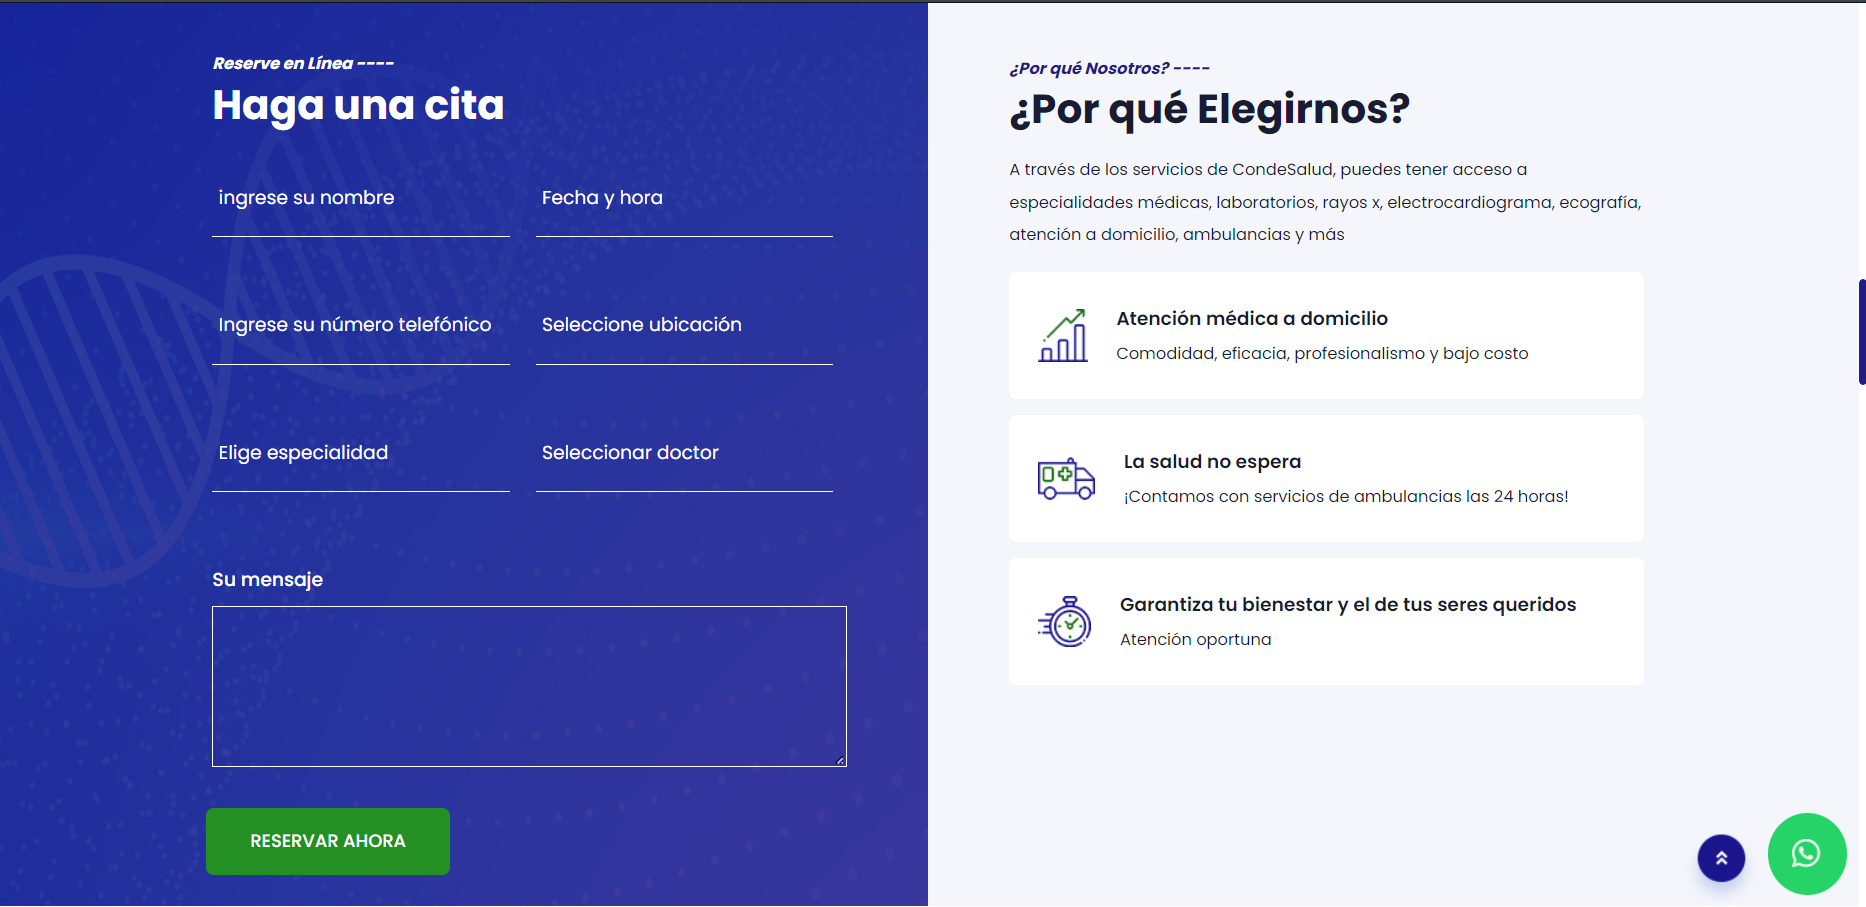 Reserve en Línea ----
Haga una cita
ingrese su nombre
Fecha y hora
Ingrese su número telefónico
Seleccione ubicación
Elige especialidad
Seleccionar doctor
Su mensaje
RESERVAR AHORA
¿Por qué Nosotros? ----
¿Por qué Elegirnos?
A través de los servicios de CondeSalud, puedes tener acceso a
especialidades médicas, laboratorios, rayos x, electrocardiograma, ecografía,
atención a domicilio, ambulancias y más
Atención médica a domicilio
Comodidad, eficacia, profesionalismo y bajo costo
La salud no espera
¡Contamos con servicios de ambulancias las 24 horas!
Garantiza tu bienestar y el de tus seres queridos
Atención oportuna